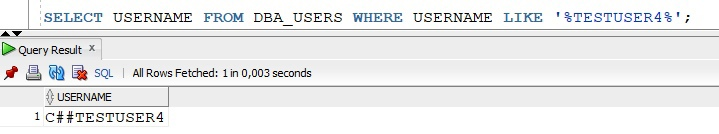 SELECT USERNAME FROM DBA_USERS WHERE USERNAME LIKE '%TESTUSER4%';
Query Result x
SQL | All Rows Fetched: 1 in 0,003 seconds
USERNAME
1 C##TESTUSER4